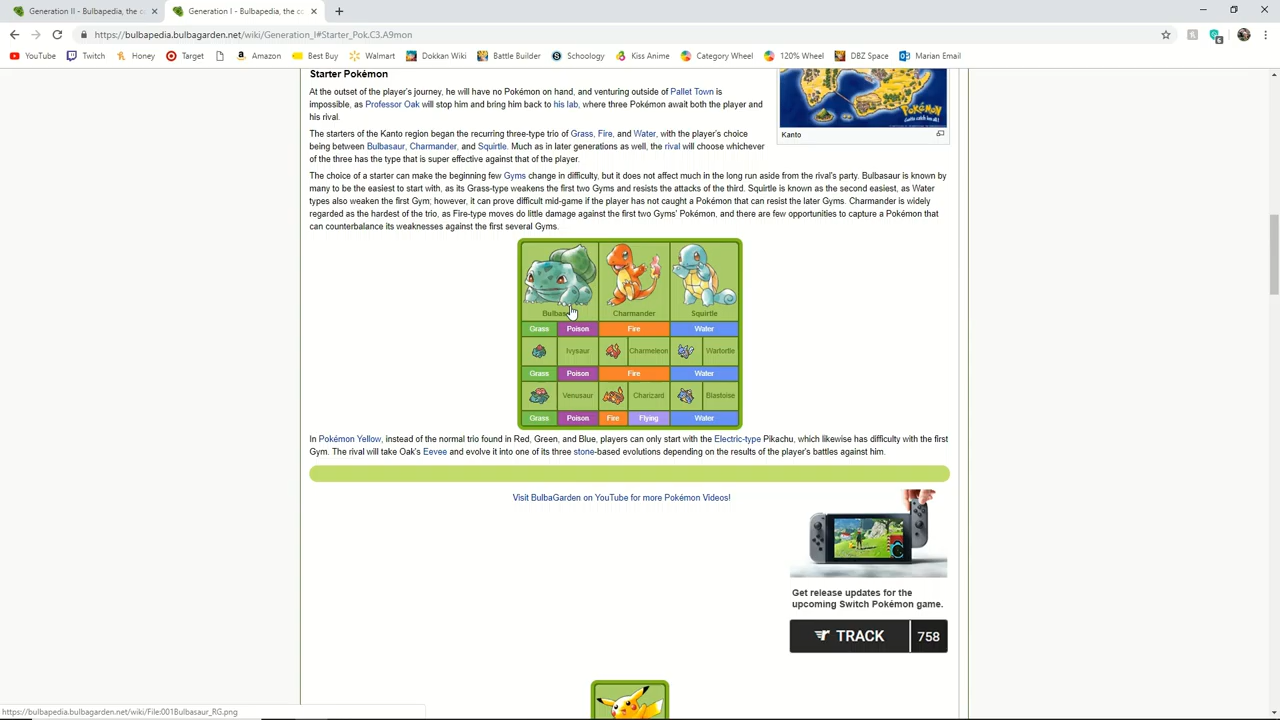 Generation II - Bulbapedia, the o
Generation I - Bulbapedia, the co
https://bulbapedia.bulbagarden.net/wiki/Generation_I#Starter_Pok.C3.A9mon
YouTube Twitch Honey Target Amazon Best Buy Walmart Dokkan Wiki Battle Builder Schoology Kiss Anime Category Wheel 120% Wheel DBZ Space Marian Email
Starter Pokémon
At the outset of the player's journey, he will have no Pokémon on hand, and venturing outside of Pallet Town is
impossible, as Professor Oak will stop him and bring him back to his lab, where three Pokémon await both the player and
his rival.
Pokémon
Kanto
The starters of the Kanto region began the recurring three-type trio of Grass, Fire, and Water, with the player's choice
being between Bulbasaur, Charmander, and Squirtle. Much as in later generations as well, the rival will choose whichever
of the three has the type that is super effective against that of the player.
The choice of a starter can make the beginning few Gyms change in difficulty, but it does not affect much in the long run aside from the rival's party. Bulbasaur is known by
many to be the easiest to start with, as its Grass-type weakens the first two Gyms and resists the attacks of the third. Squirtle is known as the second easiest, as Water
types also weaken the first Gym; however, it can prove difficult mid-game if the player has not caught a Pokémon that can resist the later Gyms. Charmander is widely
regarded as the hardest of the trio, as Fire-type moves do little damage against the first two Gyms' Pokémon, and there are few opportunities to capture a Pokémon that
can counterbalance its weaknesses against the first several Gyms.
Charmander Squirtle
Grass Poison Fire Water
Ivysaur Charmeleon Wartortle
Grass Poison Fire Water
Venusaur Charizard Blastoise
Grass Poison Fire Flying Water
In Pokémon Yellow, instead of the normal trio found in Red, Green, and Blue, players can only start with the Electric-type Pikachu, which likewise has difficulty with the first
Gym. The rival will take Oak's Eevee and evolve it into one of its three stone-based evolutions depending on the results of the player's battles against him.
Visit BulbaGarden on YouTube for more Pokémon Videos!
Get release updates for the
upcoming Switch Pokémon game.
TRACK 758
https://bulbapedia.bulbagarden.net/wiki/File:001Bulbasaur_RG.png